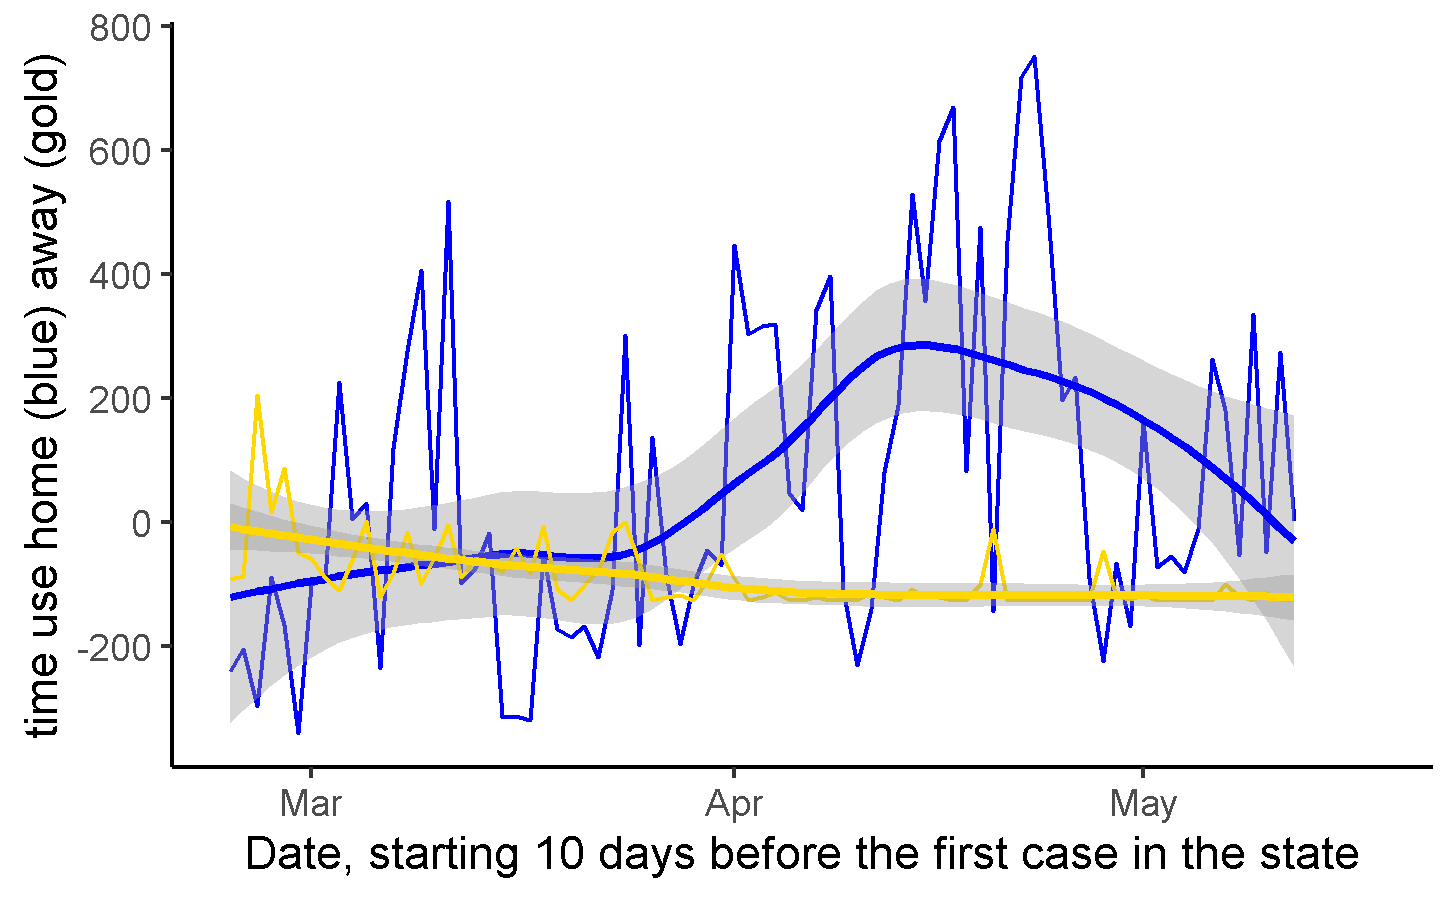 time use home (blue) away (gold)
800
600
400
200
0
-200
Mar Apr May
Date, starting 10 days before the first case in the state